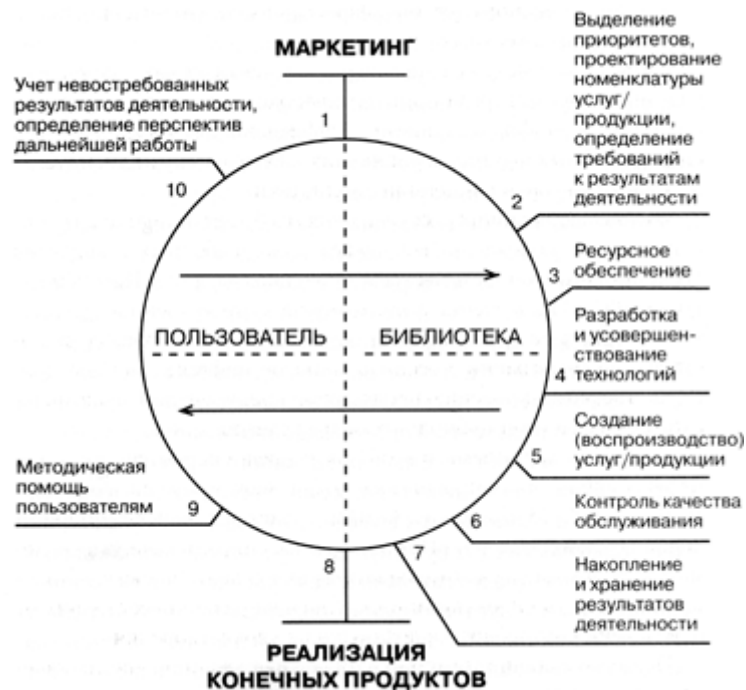 МАРКЕТИНГ
1
Выделение
приоритетов,
проектирование
номенклатуры
услуг/
продукции,
определение
требований
к результатам
деятельности
2
Ресурсное
обеспечение
3
Разработка
и усовершен-
ствование
технологий
4
Создание
(воспроизводство)
услуг/продукции
5
Контроль качества
обслуживания
6
Накопление
и хранение
результатов
деятельности
7
8
РЕАЛИЗАЦИЯ
КОНЕЧНЫХ ПРОДУКТОВ
Методическая
помощь
пользователям
9
Учет невостребованных
результатов деятельности,
определение перспектив
дальнейшей работы
10
ПОЛЬЗОВАТЕЛЬ
БИБЛИОТЕКА